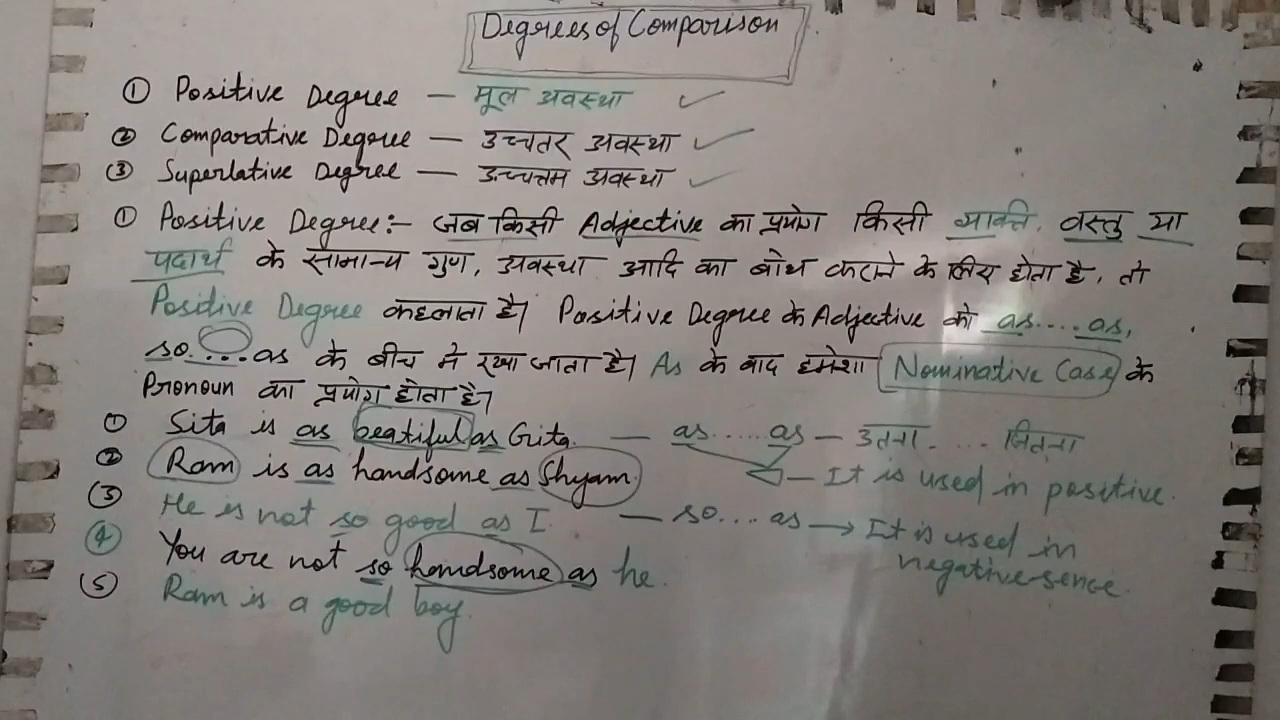 Degrees of Comparison
① Positive Degree — मूल अवस्था
② Comparative Degree — उच्चतर अवस्था
③ Superlative Degree — उच्चत्तम अवस्था
① Positive Degree:- जब किसी Adjective का प्रयोग किसी व्यक्ति, वस्तु या
पदार्थ के सामान्य गुण, अवस्था आदि का बोध कराने के लिए होता है, तो
Positive Degree कहलाता है। Positive Degree के Adjective को as....as,
so....as के बीच में रखा जाता है। As के बाद हमेशा Nominative Case के
Pronoun का प्रयोग होता है।
① Sita is as beatiful as Grita. — as.....as — उतना.... जितना
② Ram is as handsome as Shyam. — It is used in positive.
③ He is not so good as I. — so...as → It is used in
negative sence.
④ You are not so handsome as he.
⑤ Ram is a good boy.